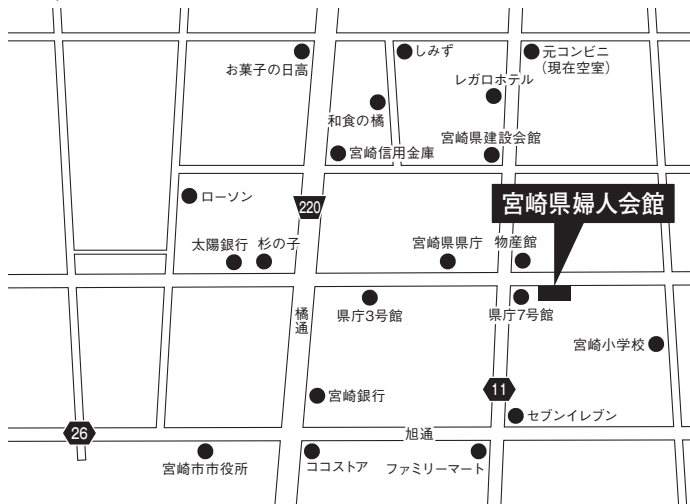 お菓子の日高
しみず
元コンビニ
（現在空室）
レガロホテル
和食の橘
宮崎信用金庫
宮崎県建設会館
ローソン
220
宮崎県婦人会館
太陽銀行
杉の子
宮崎県県庁
物産館
橘通
県庁3号館
県庁7号館
宮崎小学校
宮崎銀行
11
セブンイレブン
26
旭通
宮崎市市役所
ココストア
ファミリーマート